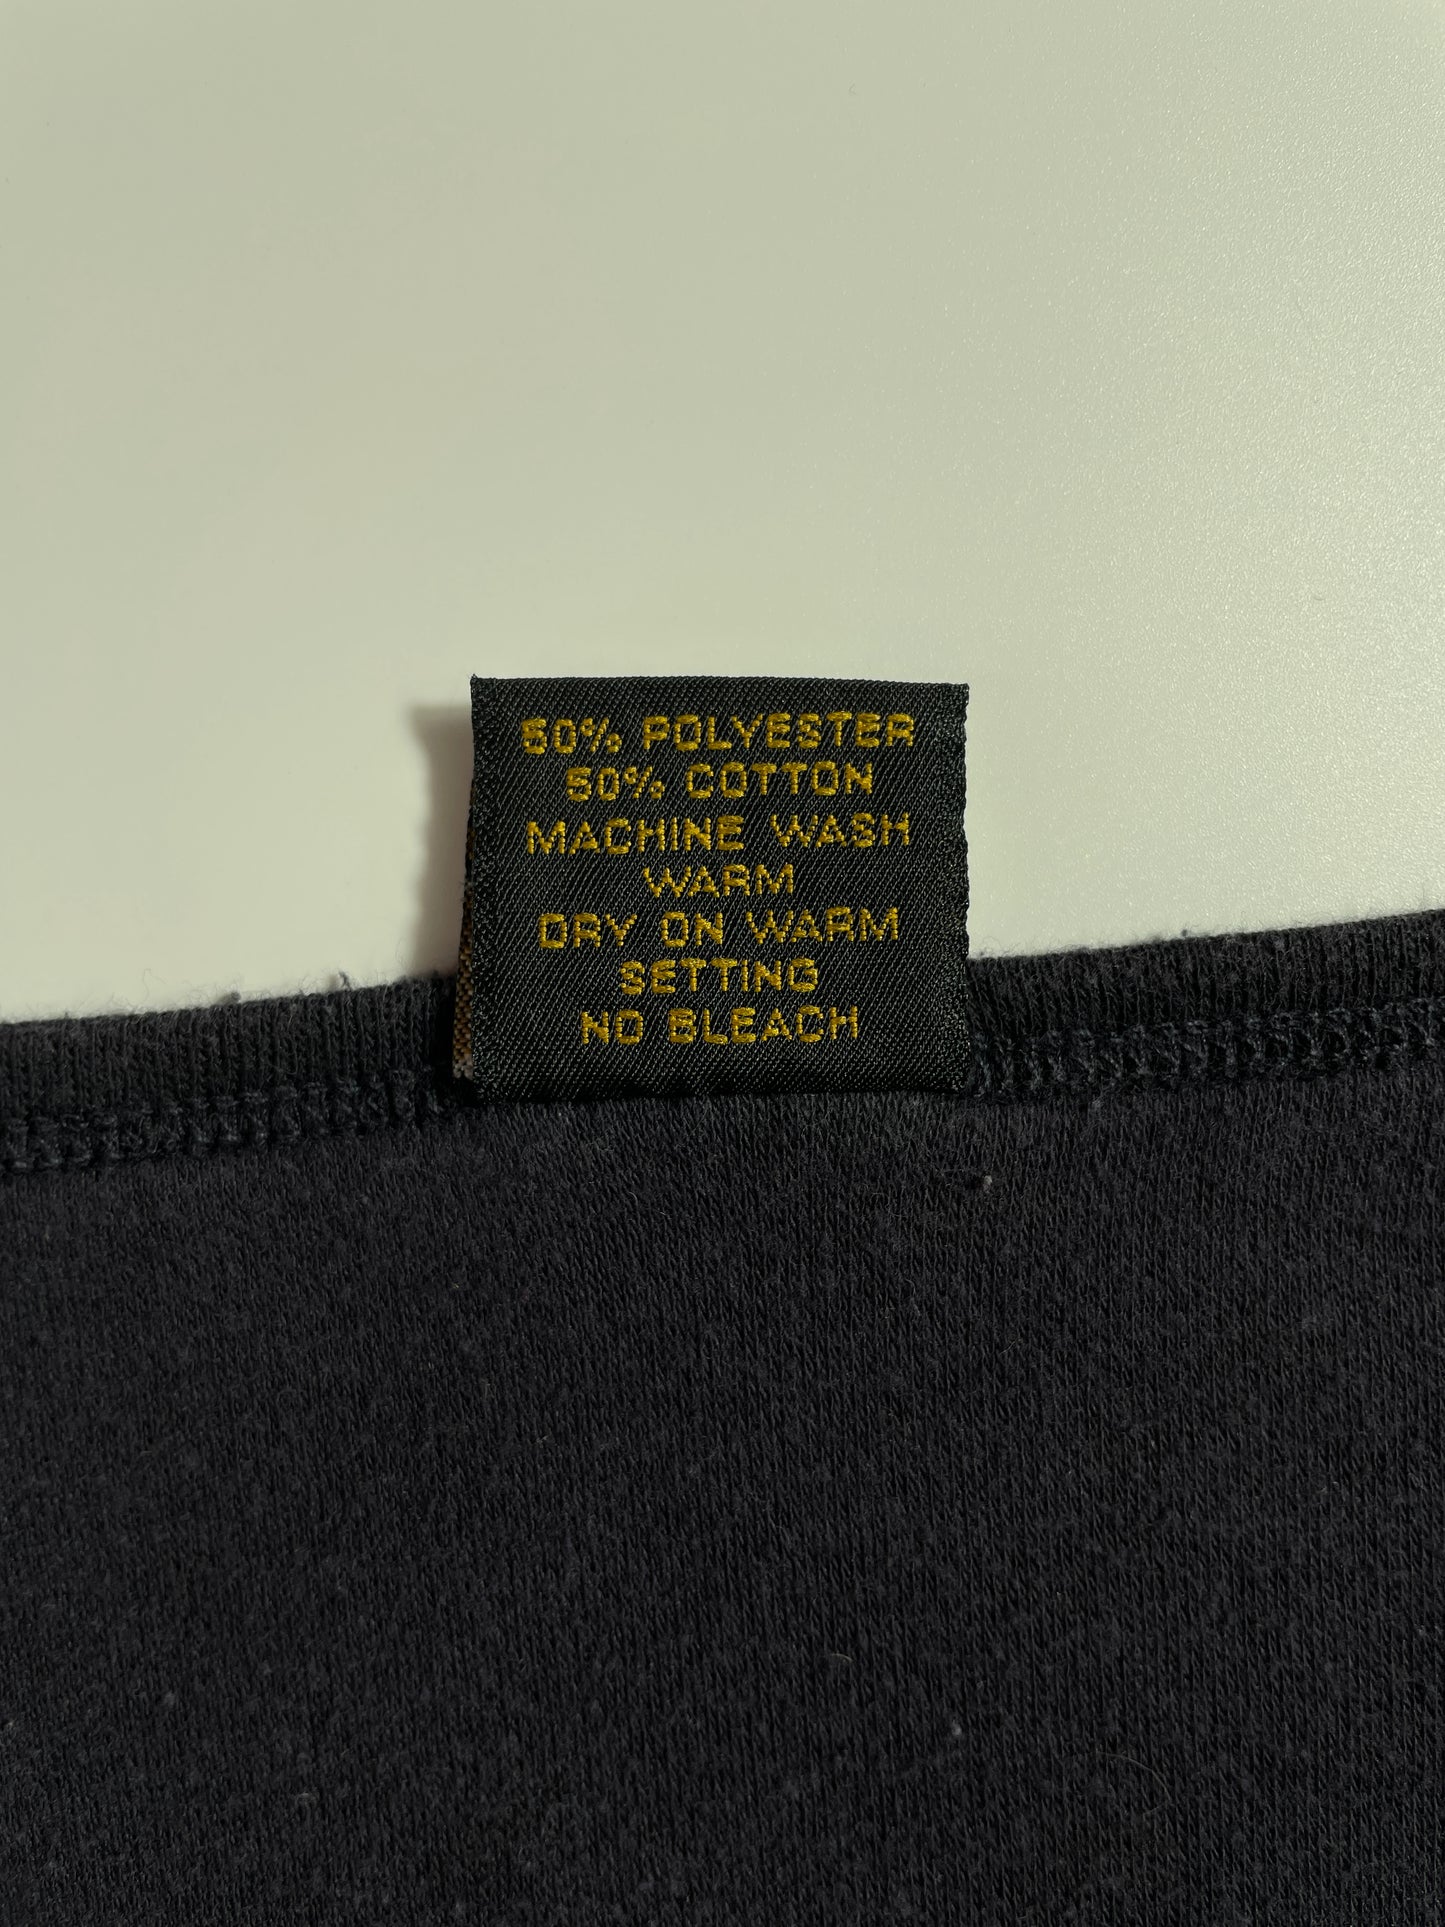 50% POLYESTER
50% COTTON
MACHINE WASH
WARM
DRY ON WARM
SETTING
NO BLEACH